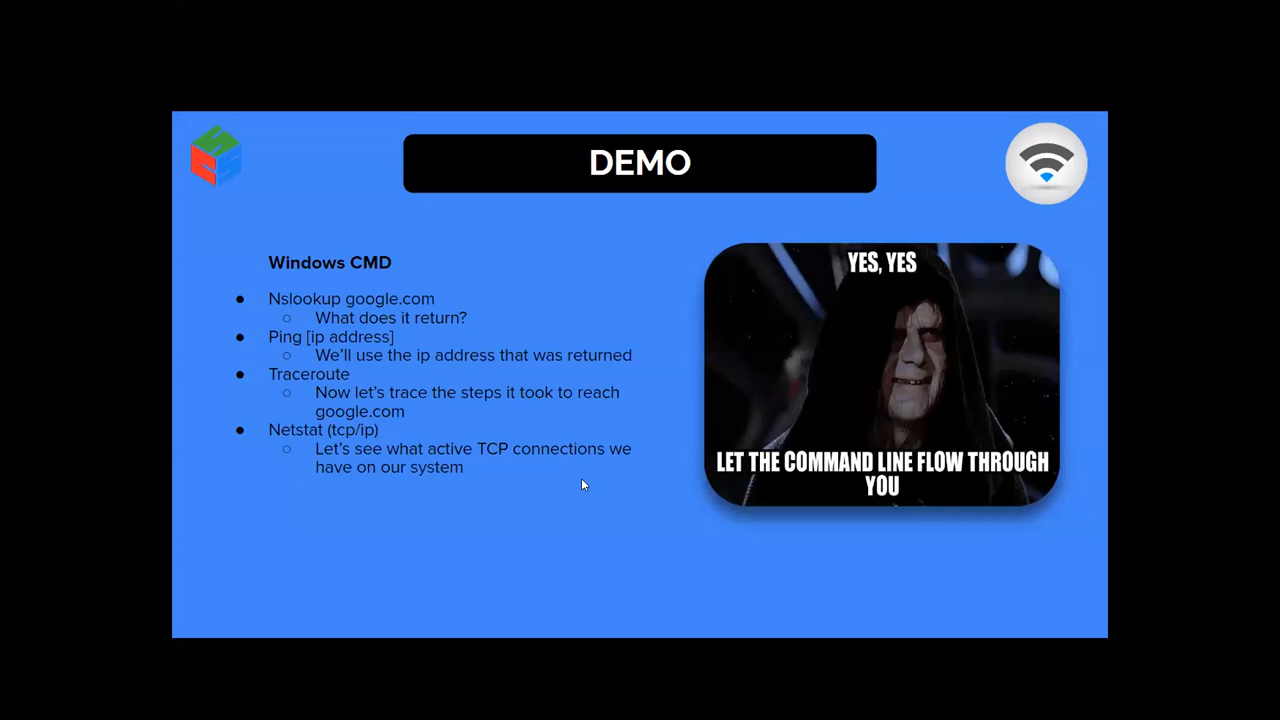 DEMO
Windows CMD
● Nslookup google.com
○ What does it return?
● Ping [ip address]
○ We'll use the ip address that was returned
● Traceroute
○ Now let's trace the steps it took to reach
google.com
● Netstat (tcp/ip)
○ Let's see what active TCP connections we
have on our system
YES, YES
LET THE COMMAND LINE FLOW THROUGH
YOU